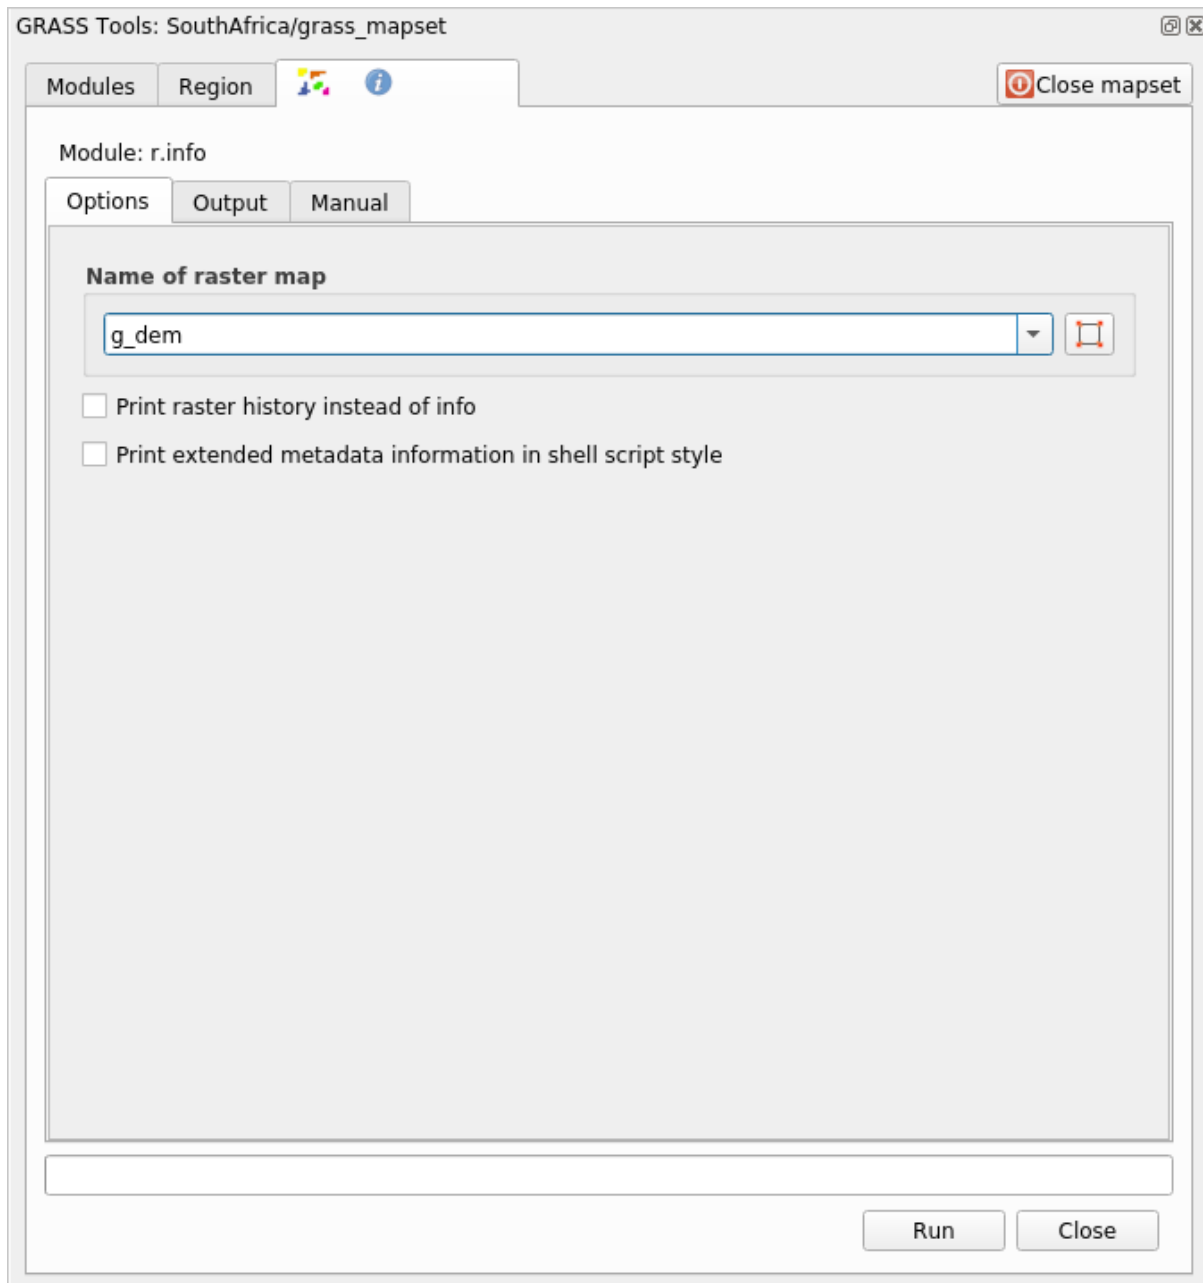 GRASS Tools: SouthAfrica/grass_mapset
Modules Region Close mapset
Module: r.info
Options Output Manual
Name of raster map
g_dem
Print raster history instead of info
Print extended metadata information in shell script style
Run Close